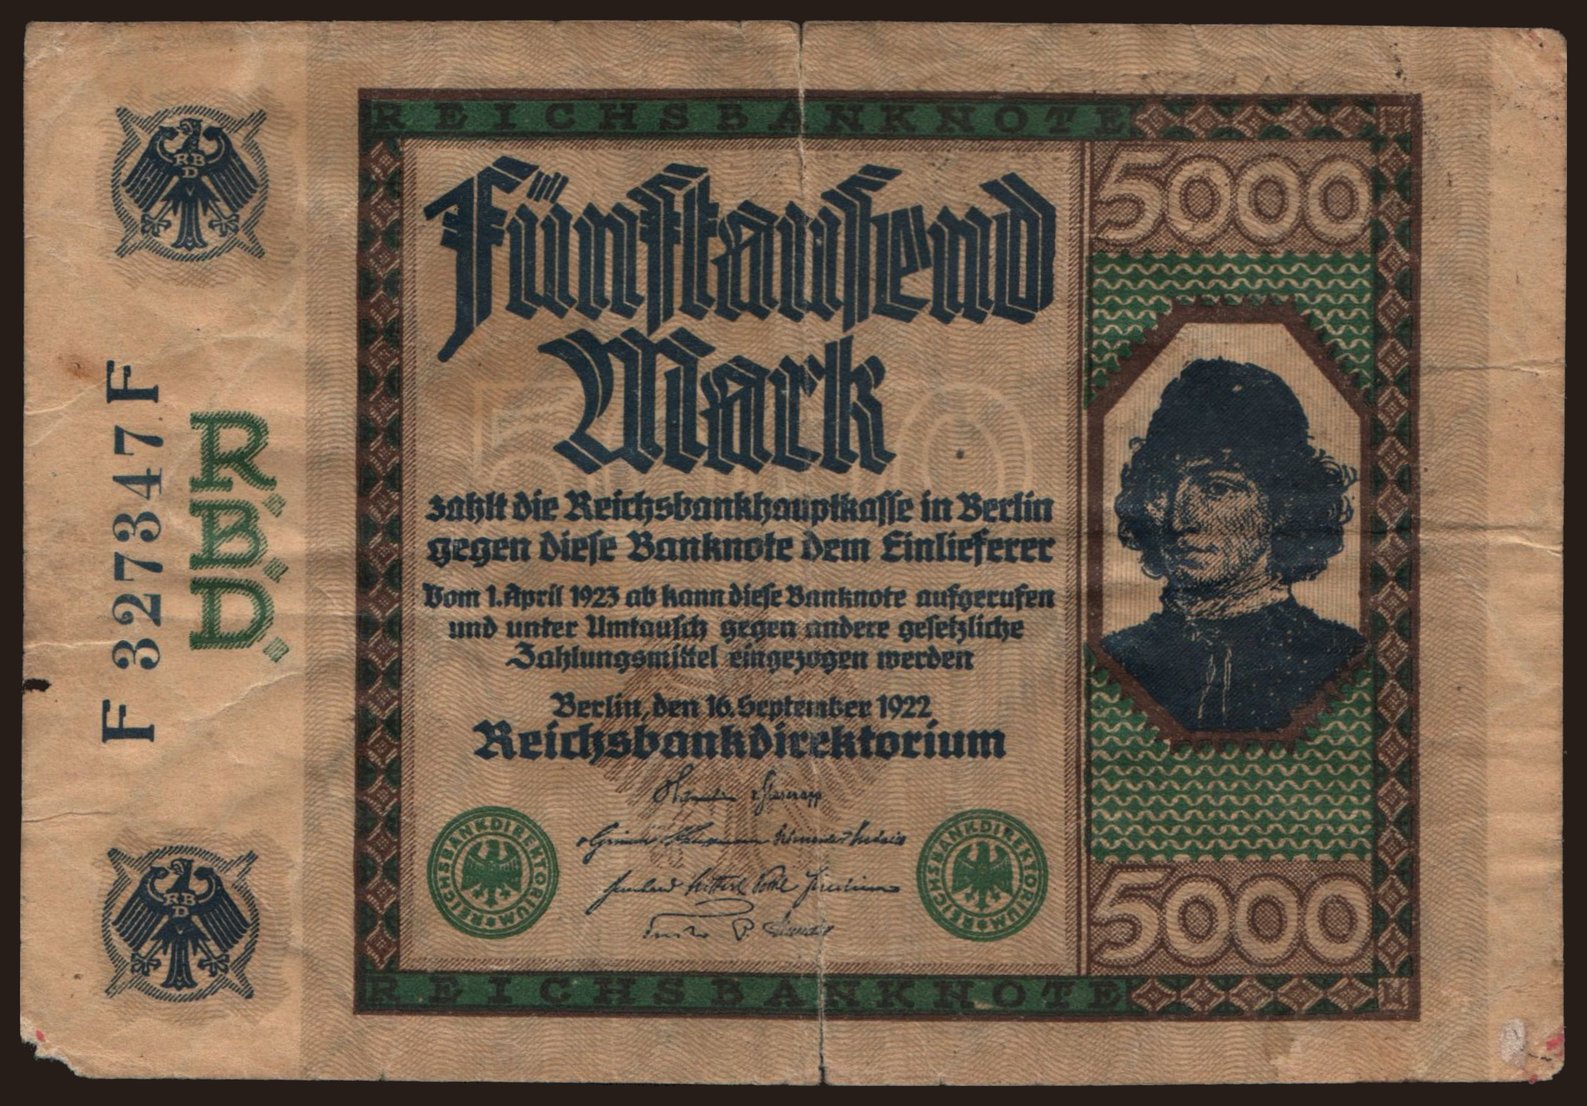 REICHSBANKNOTE
5000
Fünftausend
Mark
zahlt die Reichsbankhauptkasse in Berlin
gegen diese Banknote dem Einlieferer
Vom 1. April 1923 ab kann diese Banknote aufgerufen
und unter Umtausch gegen andere gesetzliche
Zahlungsmittel eingezogen werden
Berlin, den 16. September 1922
Reichsbankdirektorium
REICHSBANKDIREKTORIUM
REICHSBANKDIREKTORIUM
5000
REICHSBANKNOTE
RBD
F 327347 F
R.B.D.
RBD
5000